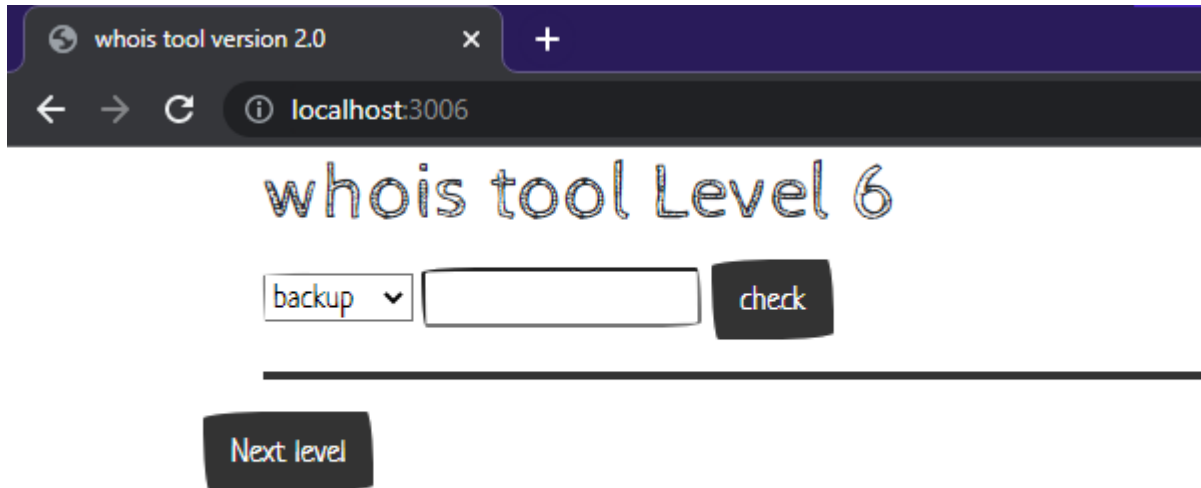 whois tool version 2.0
localhost:3006
whois tool Level 6
backup check
Next level